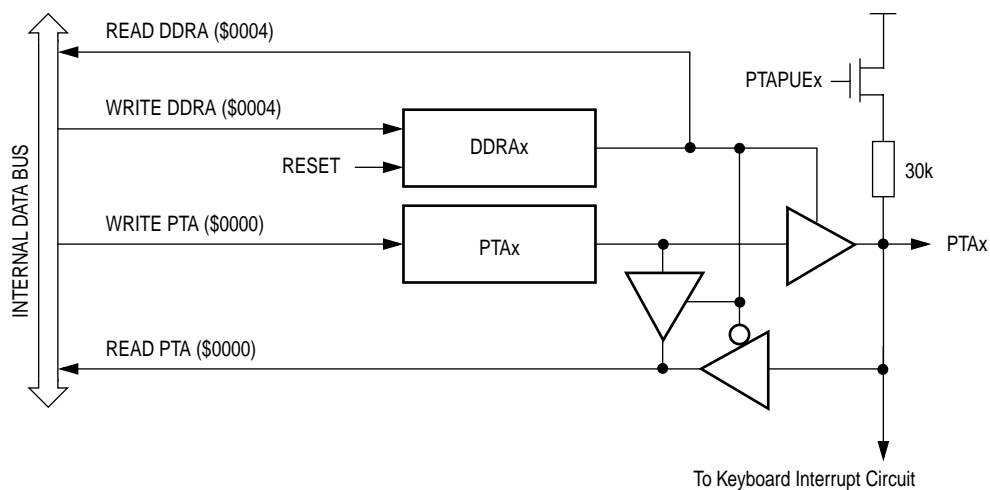 READ DDRA ($0004)
PTAPUEx
WRITE DDRA ($0004)
DDRAx
RESET
30k
INTERNAL DATA BUS
WRITE PTA ($0000)
PTAx
PTAx
READ PTA ($0000)
To Keyboard Interrupt Circuit